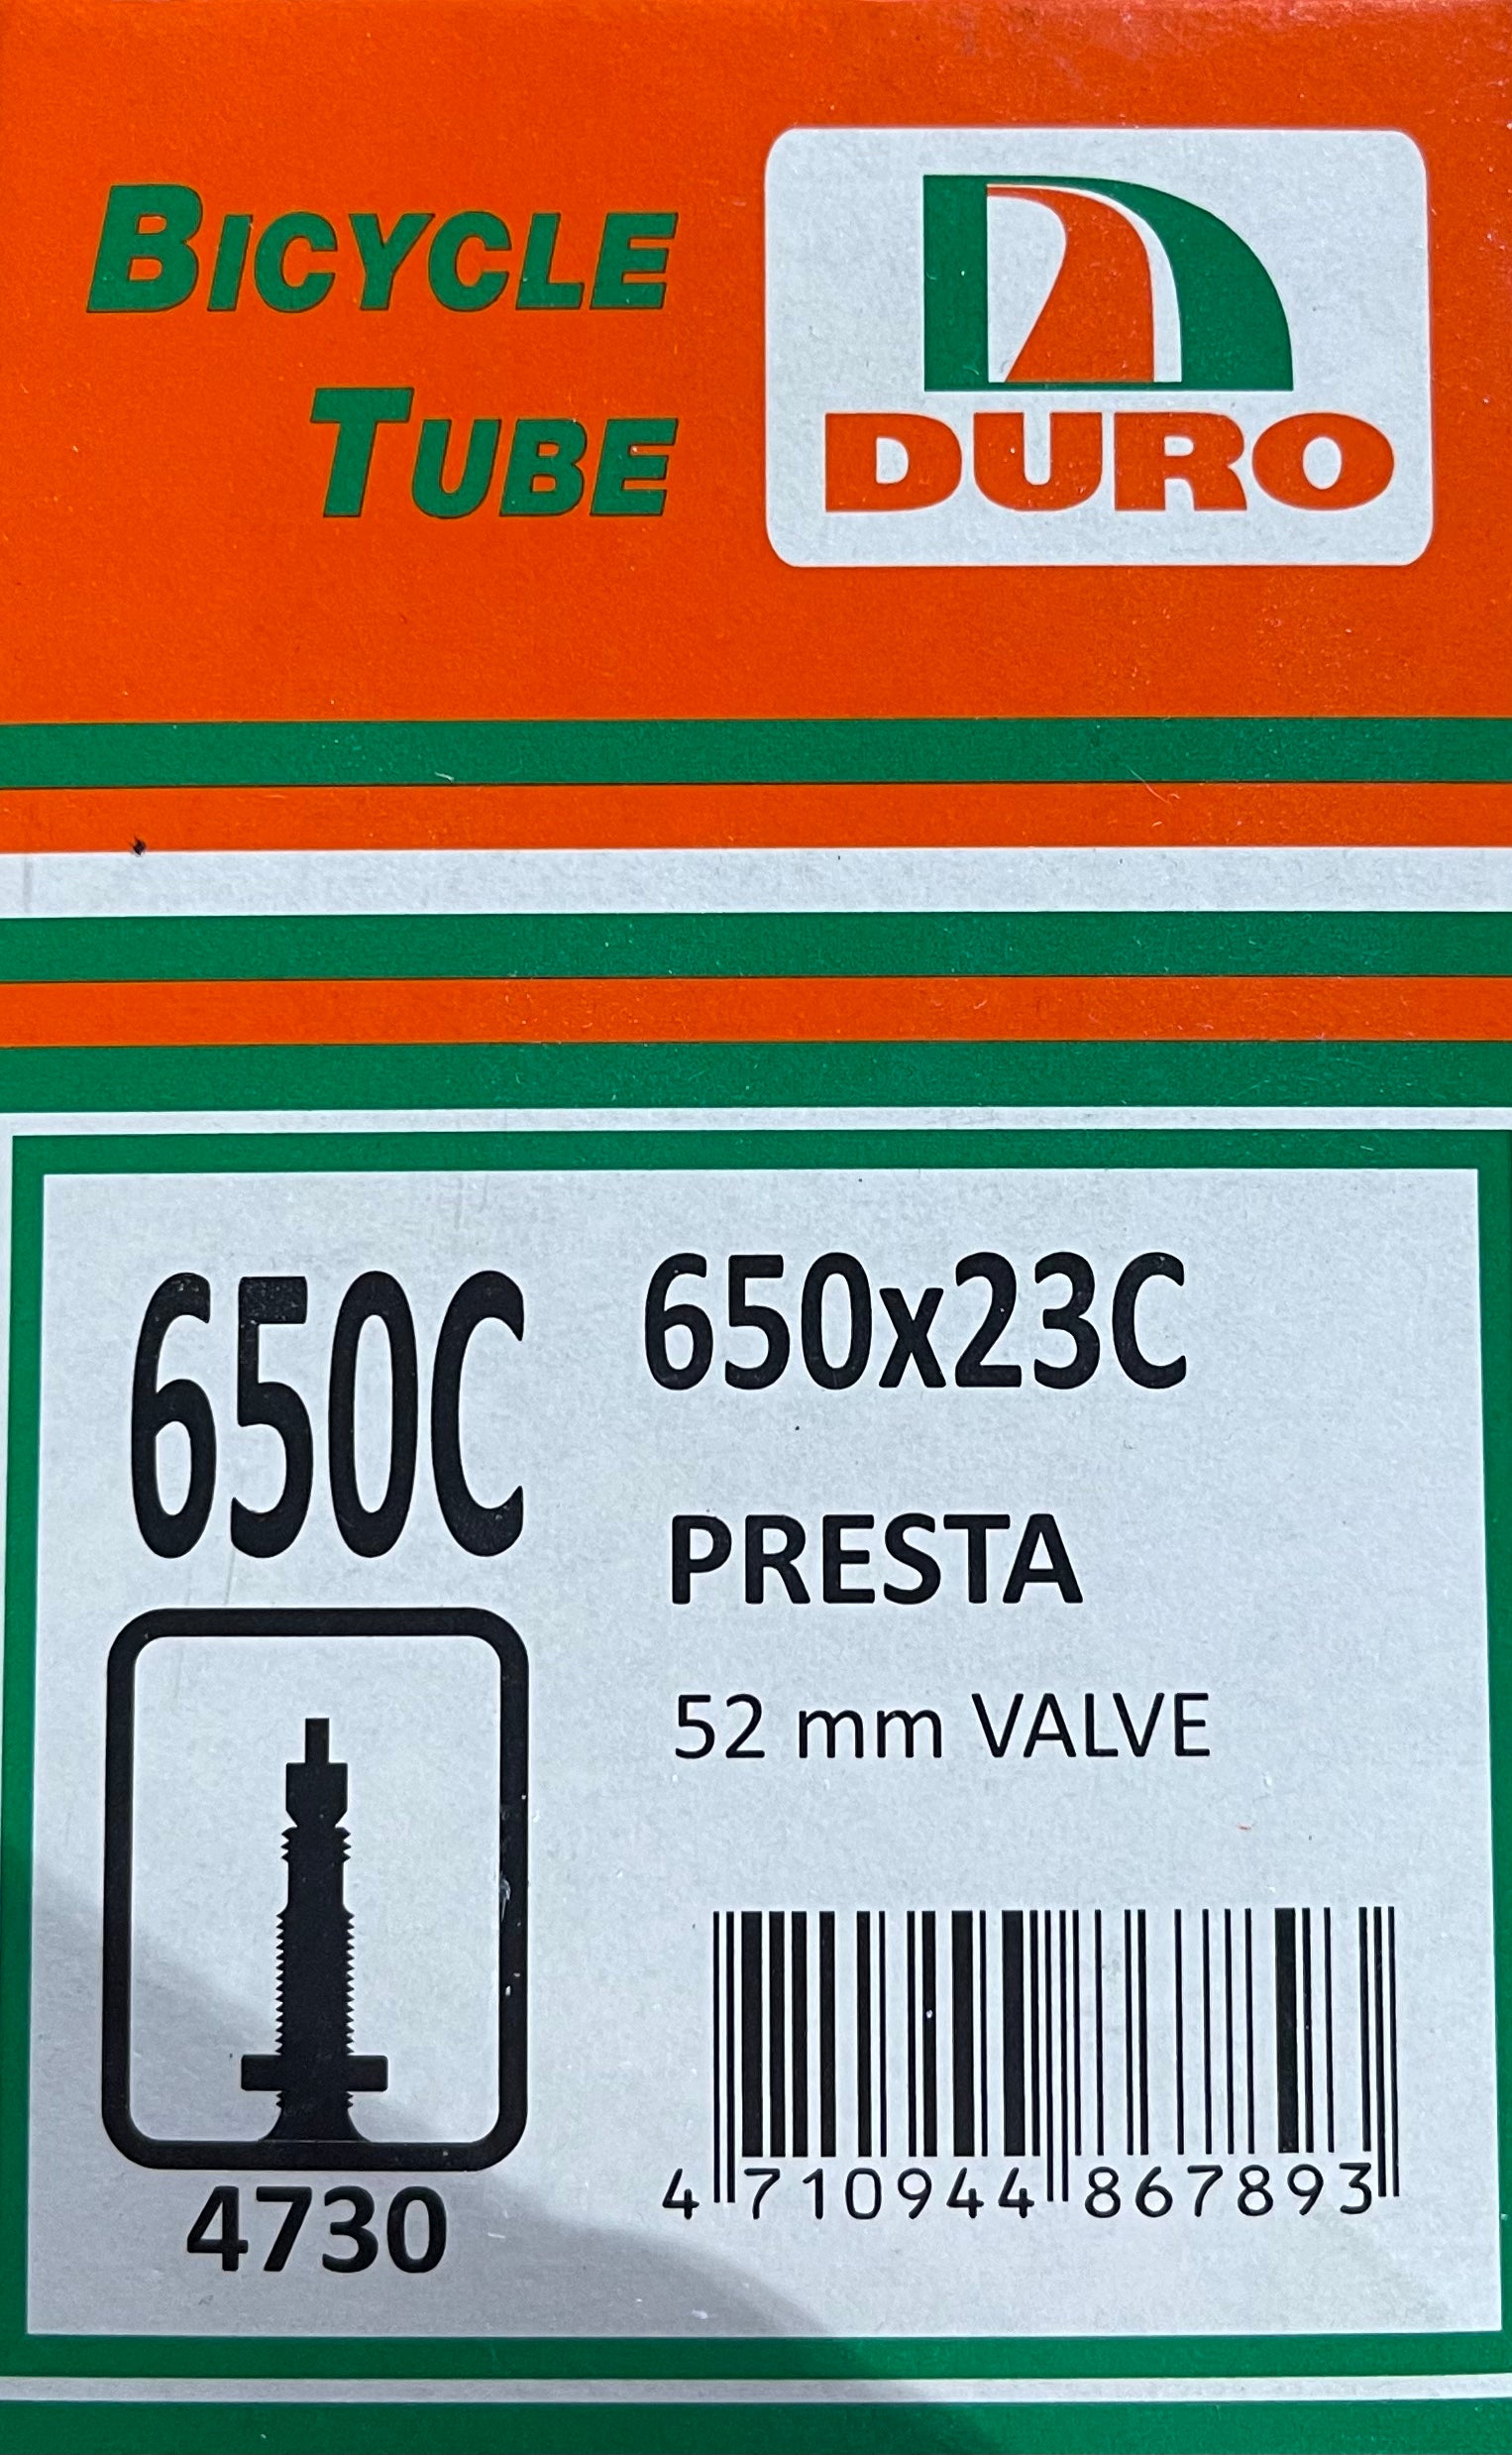 BICYCLE
TUBE
DURO
650C
650x23C
PRESTA
52 mm VALVE
4730
4 710944 867893